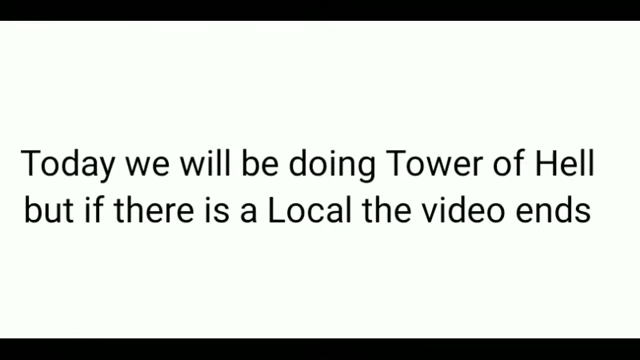 Today we will be doing Tower of Hell
but if there is a Local the video ends